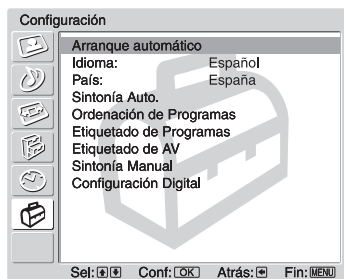 Configuración
Arranque automático
Idioma: Español
País: España
Sintonía Auto.
Ordenación de Programas
Etiquetado de Programas
Etiquetado de AV
Sintonía Manual
Configuración Digital
Sel: Conf: OK Atrás: Fin: MENU